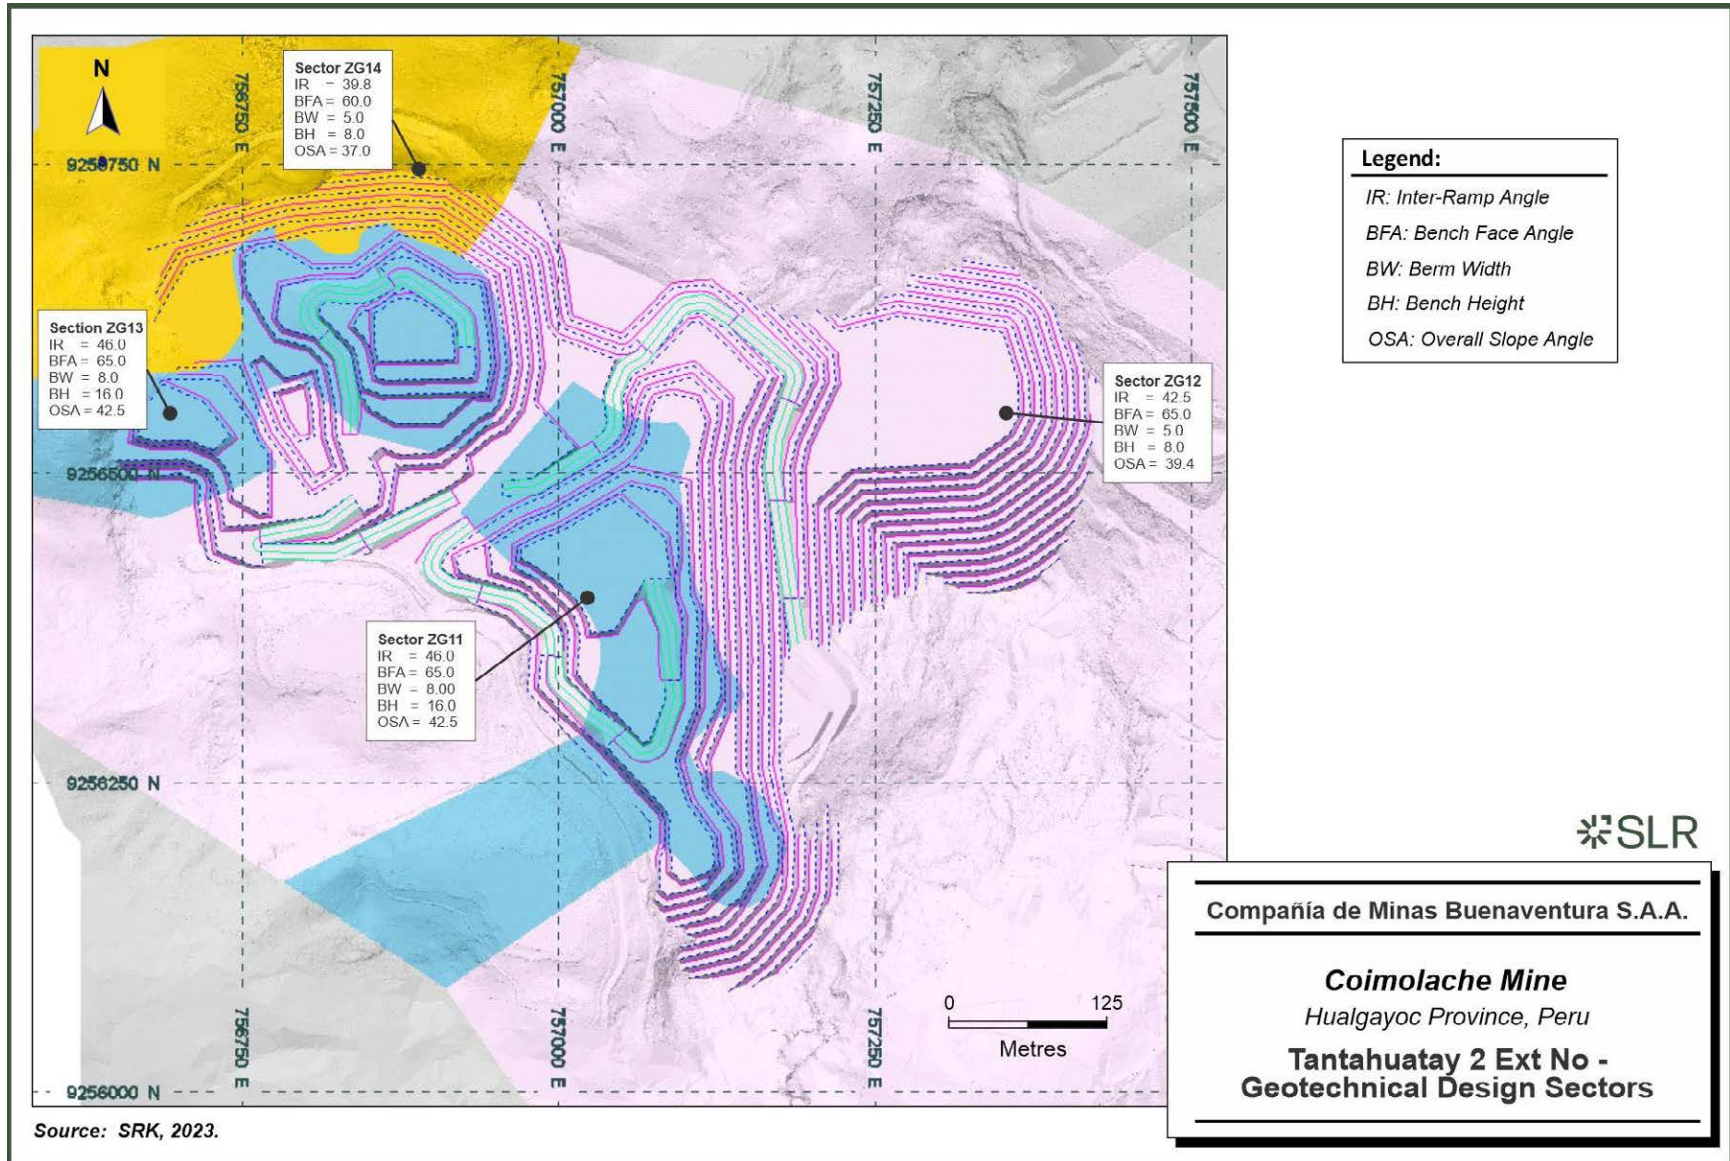 N
756750 E
757000 E
757250 E
757500 E
Sector ZG14
IR = 39.8
BFA = 60.0
BW = 5.0
BH = 8.0
OSA = 37.0
9256750 N
Legend:
IR: Inter-Ramp Angle
BFA: Bench Face Angle
BW: Berm Width
BH: Bench Height
OSA: Overall Slope Angle
Section ZG13
IR = 46.0
BFA = 65.0
BW = 8.0
BH = 16.0
OSA = 42.5
Sector ZG12
IR = 42.5
BFA = 65.0
BW = 5.0
BH = 8.0
OSA = 39.4
9256500 N
Sector ZG11
IR = 46.0
BFA = 65.0
BW = 8.00
BH = 16.0
OSA = 42.5
9256250 N
SLR
Compañía de Minas Buenaventura S.A.A.
Coimolache Mine
Hualgayoc Province, Peru
Tantahuatay 2 Ext No -
Geotechnical Design Sectors
0 125
Metres
756750 E
757000 E
757250 E
9256000 N
Source: SRK, 2023.